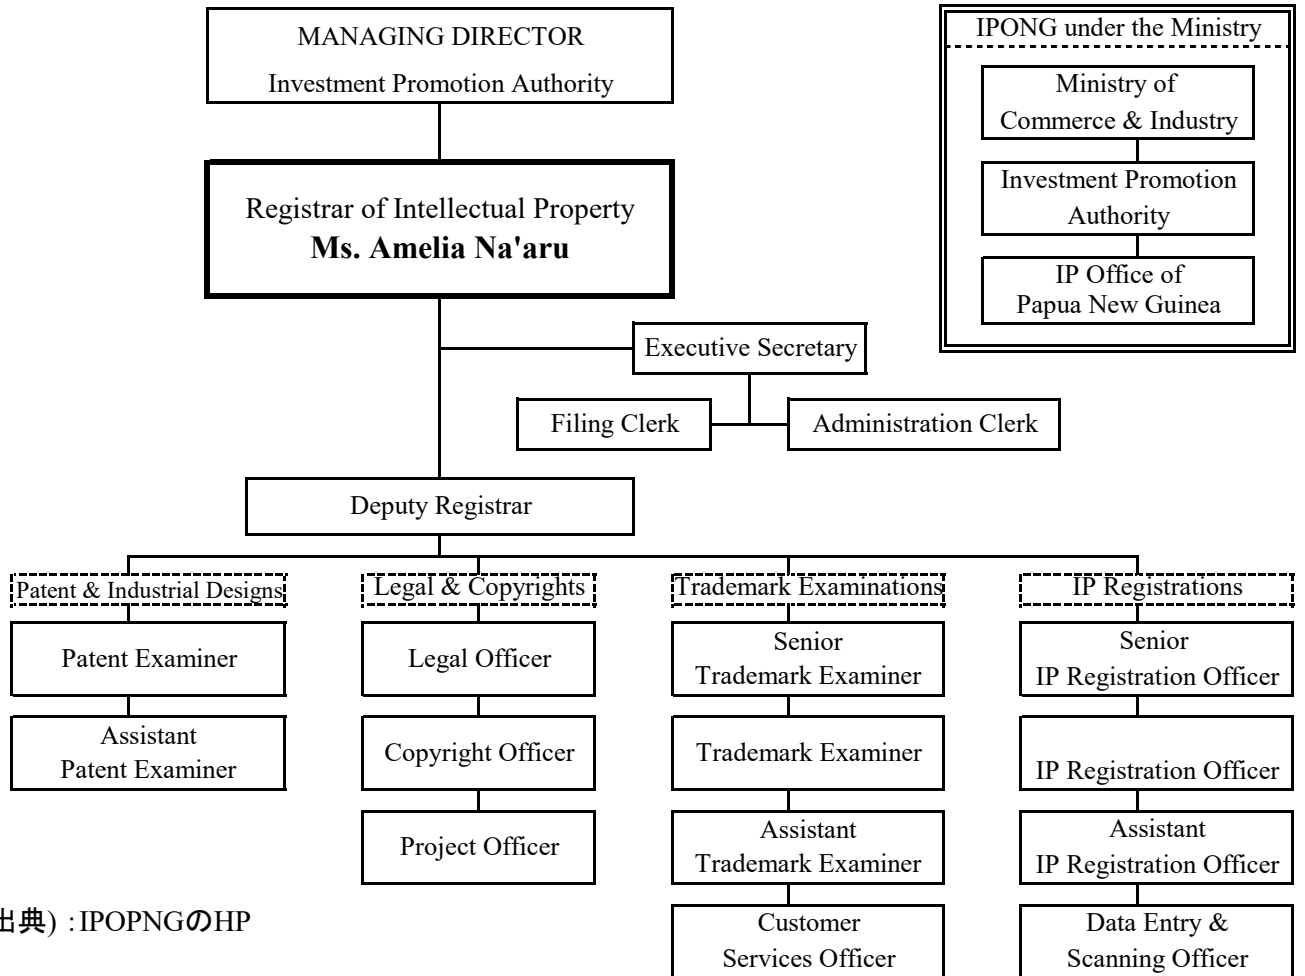 MANAGING DIRECTOR
Investment Promotion Authority
Registrar of Intellectual Property
Ms. Amelia Na'aru
IPONG under the Ministry
Ministry of
Commerce & Industry
Investment Promotion
Authority
IP Office of
Papua New Guinea
Executive Secretary
Filing Clerk
Administration Clerk
Deputy Registrar
Patent & Industrial Designs
Patent Examiner
Assistant
Patent Examiner
Legal & Copyrights
Legal Officer
Copyright Officer
Project Officer
Trademark Examinations
Senior
Trademark Examiner
Trademark Examiner
Assistant
Trademark Examiner
Customer
Services Officer
IP Registrations
Senior
IP Registration Officer
IP Registration Officer
Assistant
IP Registration Officer
Data Entry &
Scanning Officer
出典) : IPOPNGのHP